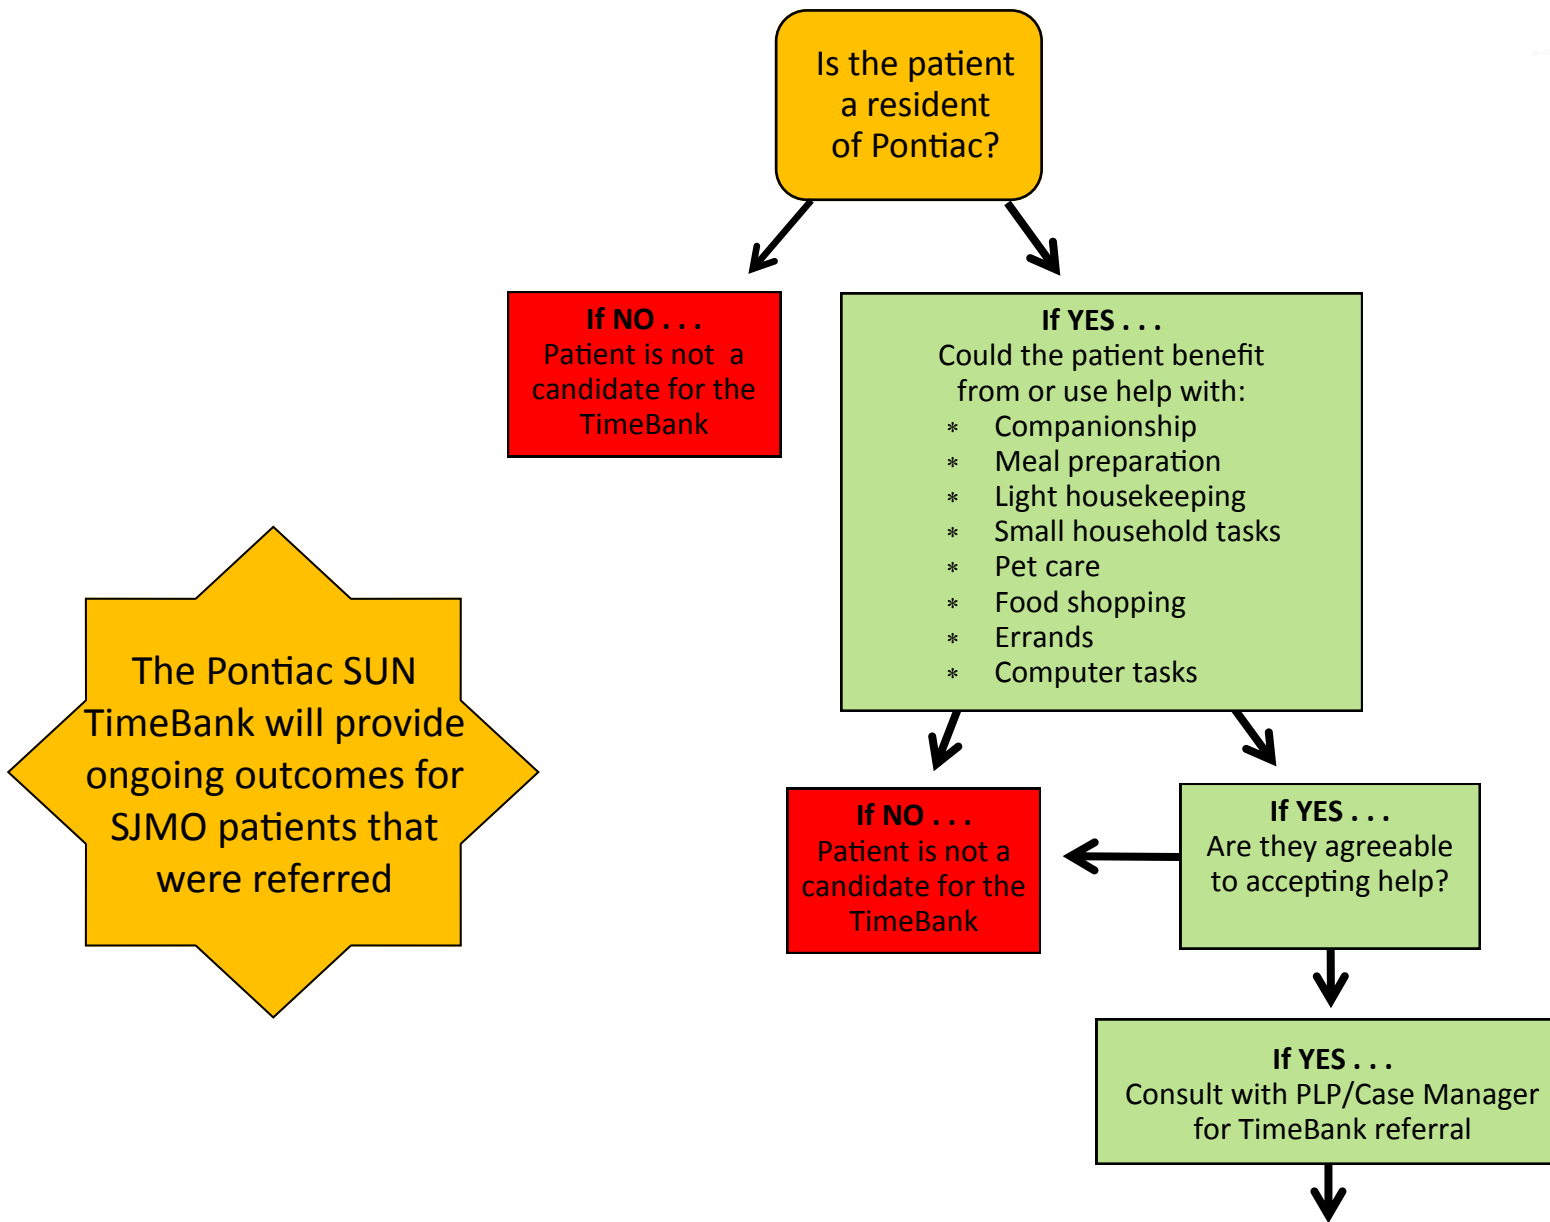 Is the patient
a resident
of Pontiac?
If NO . . .
Patient is not a
candidate for the
TimeBank
If YES . . .
Could the patient benefit
from or use help with:
* Companionship
* Meal preparation
* Light housekeeping
* Small household tasks
* Pet care
* Food shopping
* Errands
* Computer tasks
The Pontiac SUN
TimeBank will provide
ongoing outcomes for
SJMO patients that
were referred
If NO . . .
Patient is not a
candidate for the
TimeBank
If YES . . .
Are they agreeable
to accepting help?
If YES . . .
Consult with PLP/Case Manager
for TimeBank referral